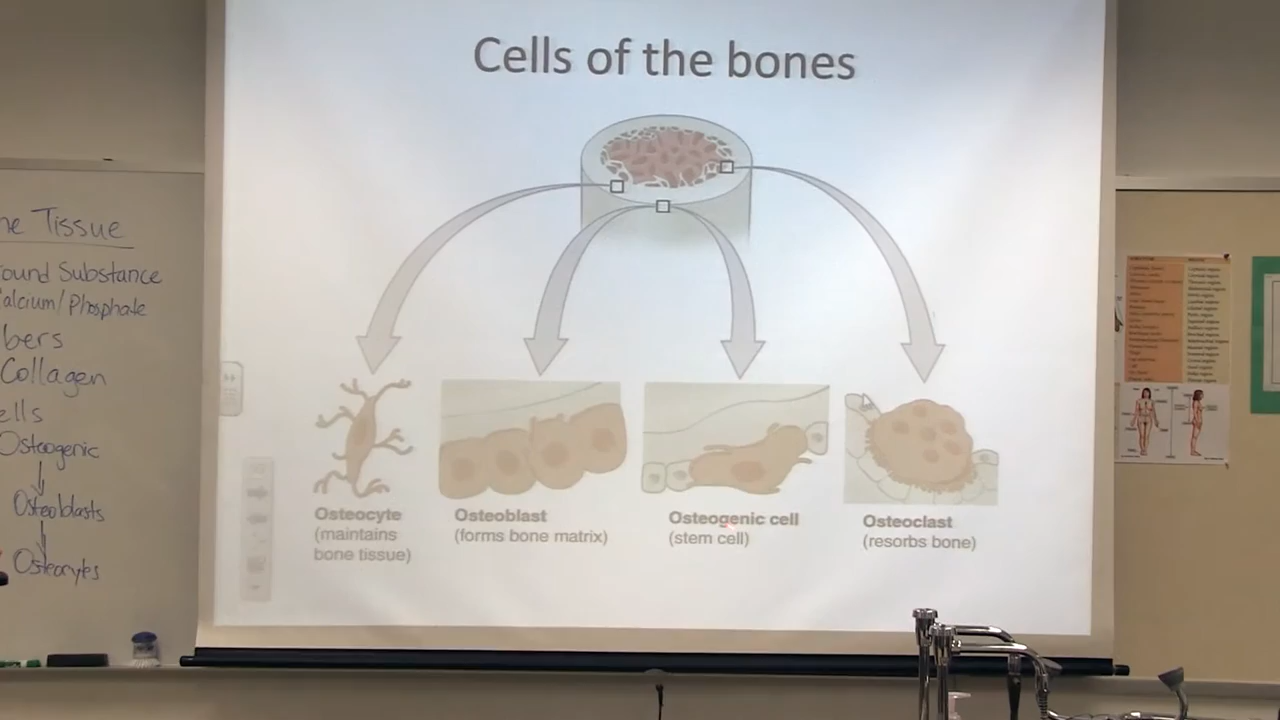 Cells of the bones
Osteocyte
(maintains
bone tissue)
Osteoblast
(forms bone matrix)
Osteogenic cell
(stem cell)
Osteoclast
(resorbs bone)
ne Tissue
round Substance
alcium/Phosphate
bers
Collagen
ells
Osteogenic
Osteoblasts
Osteocytes